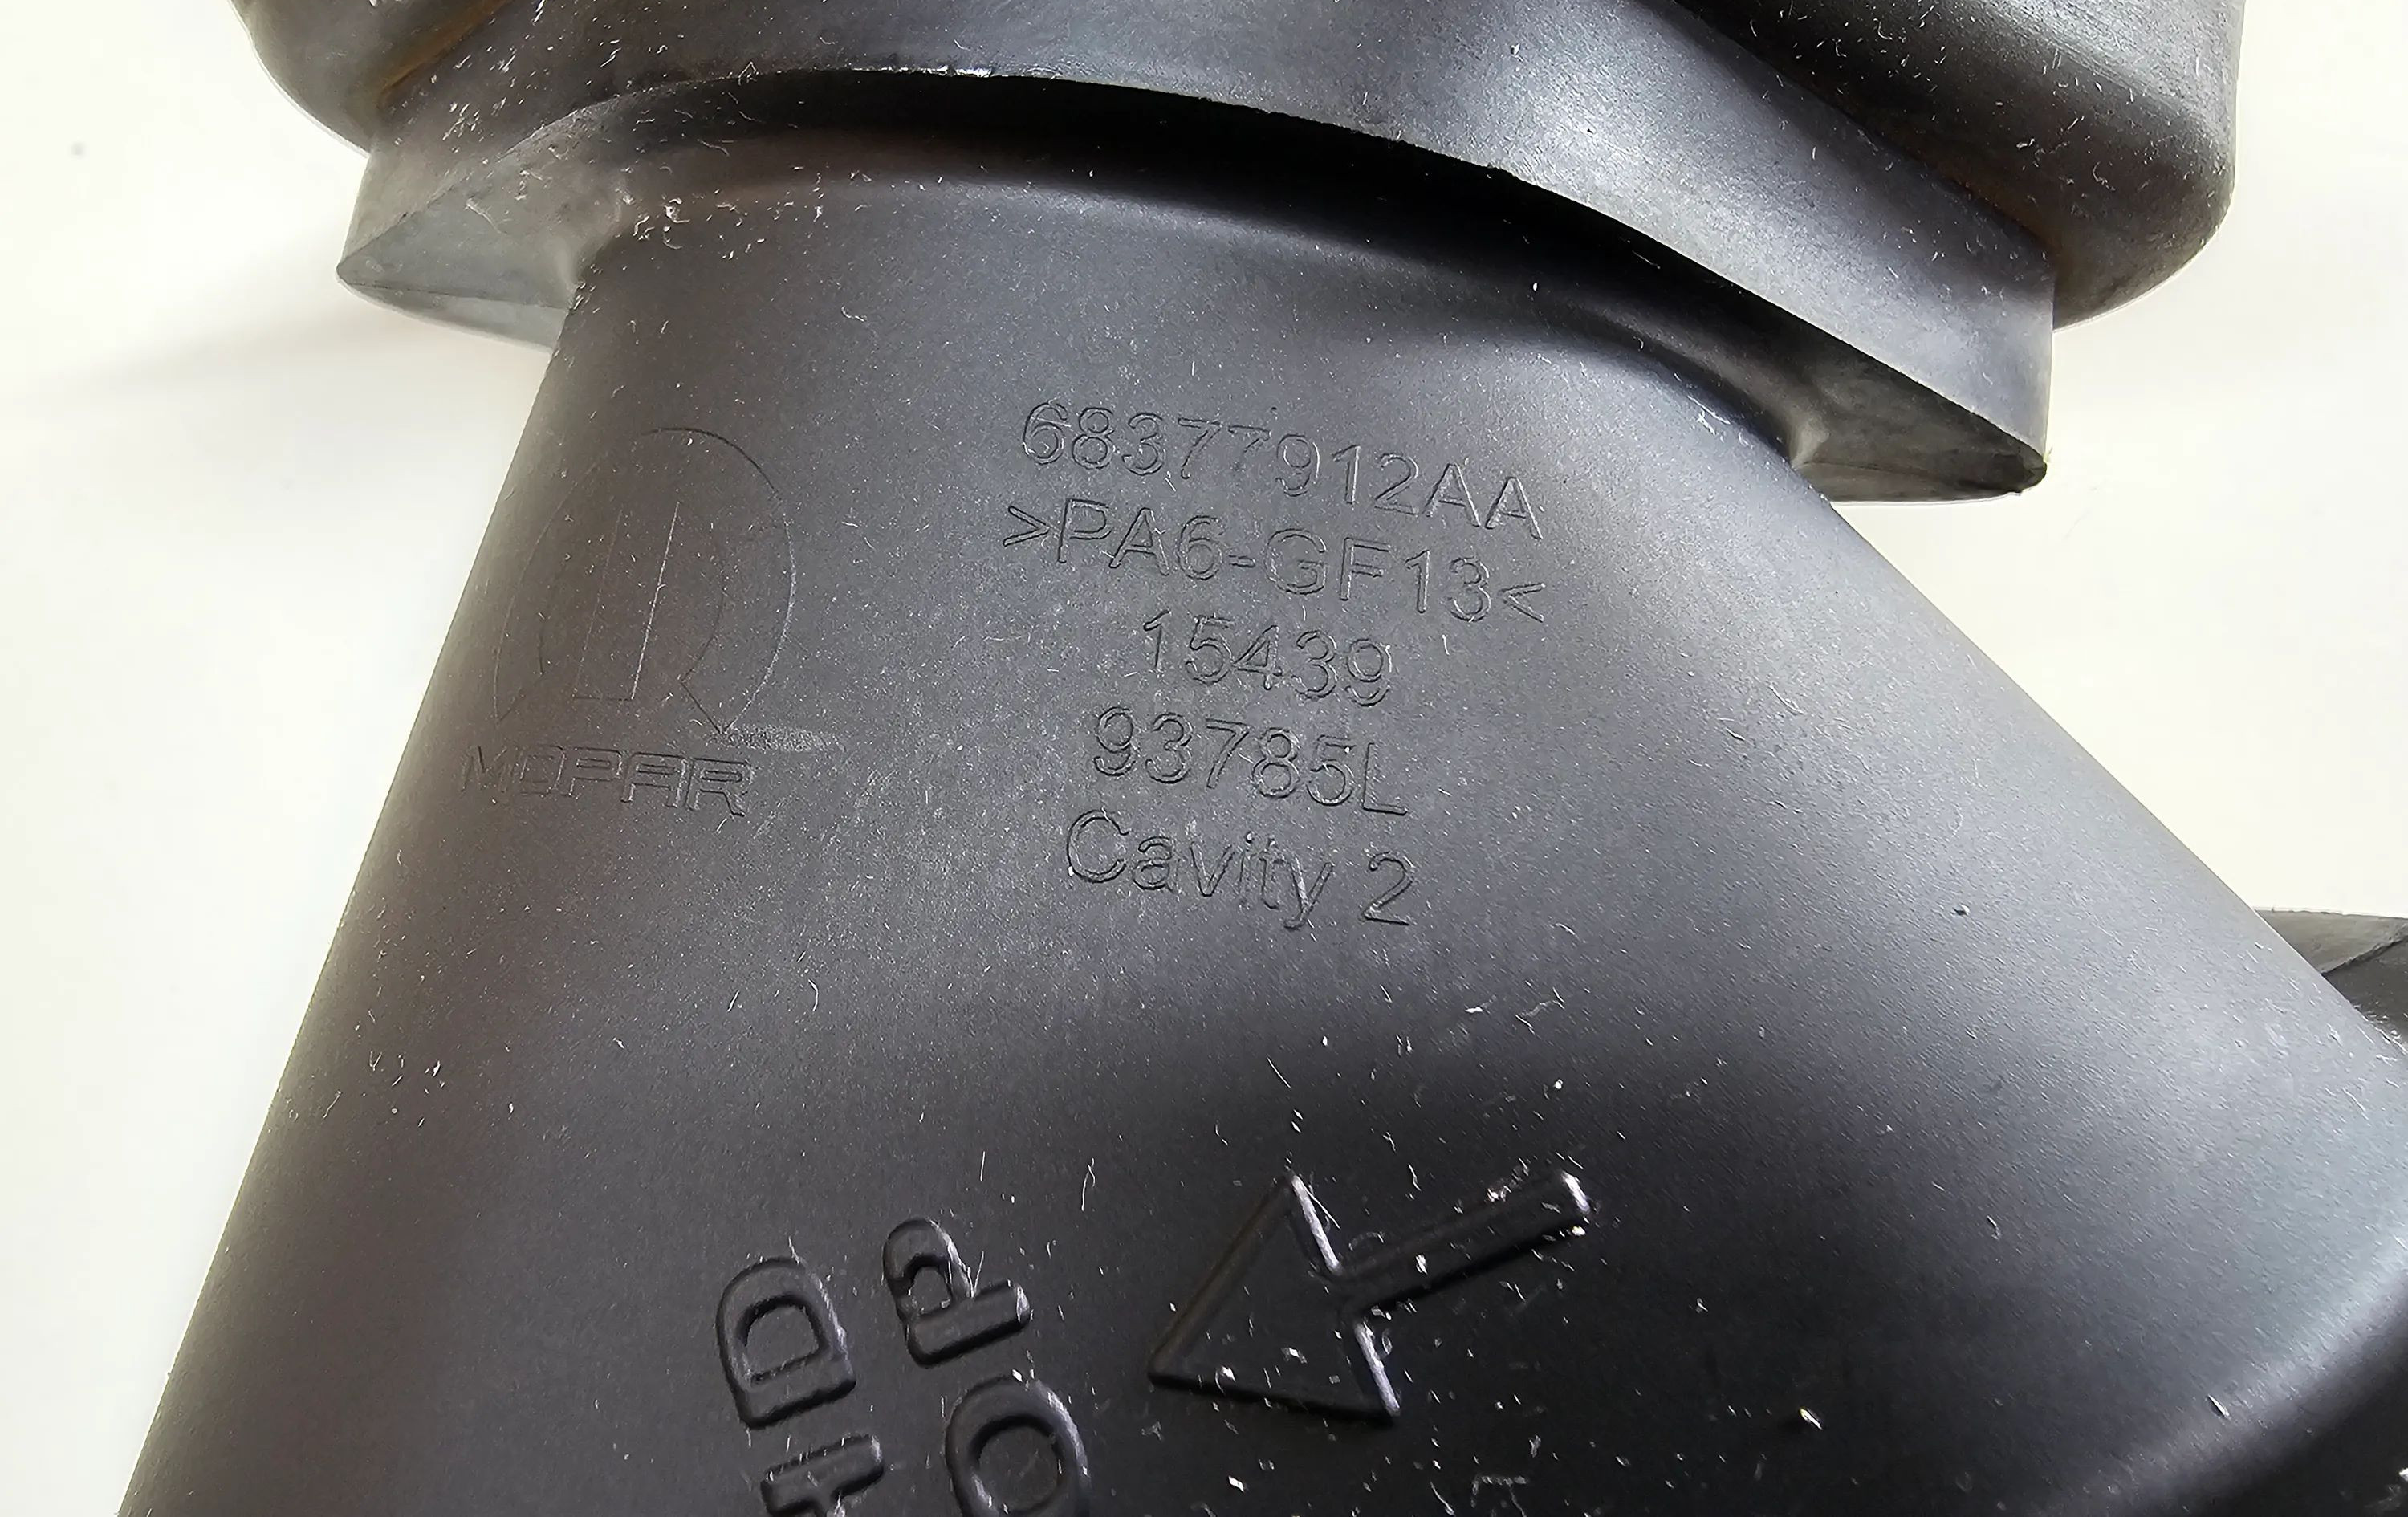 68377912AA
>PA6-GF13<
15439
93785L
Cavity 2
MOPAR